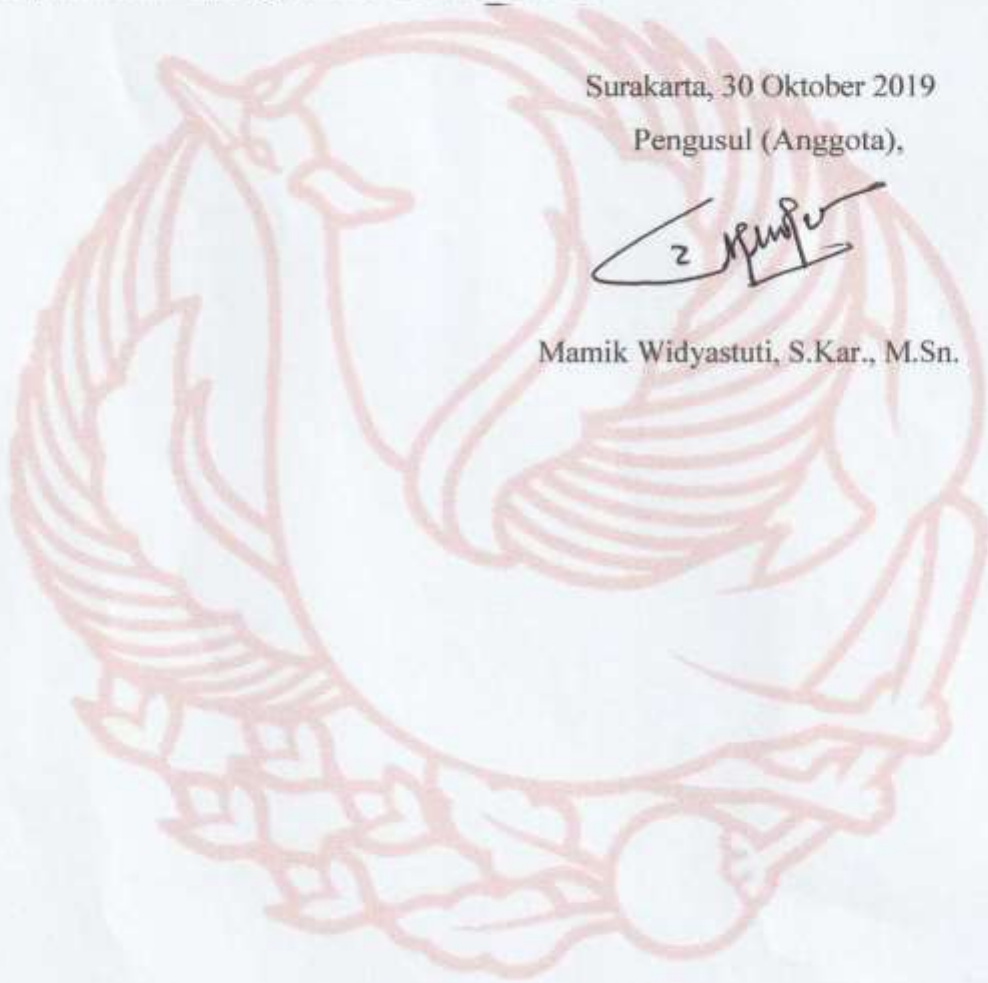 Surakarta, 30 Oktober 2019
Pengusul (Anggota),
Mamik Widyastuti, S.Kar., M.Sn.